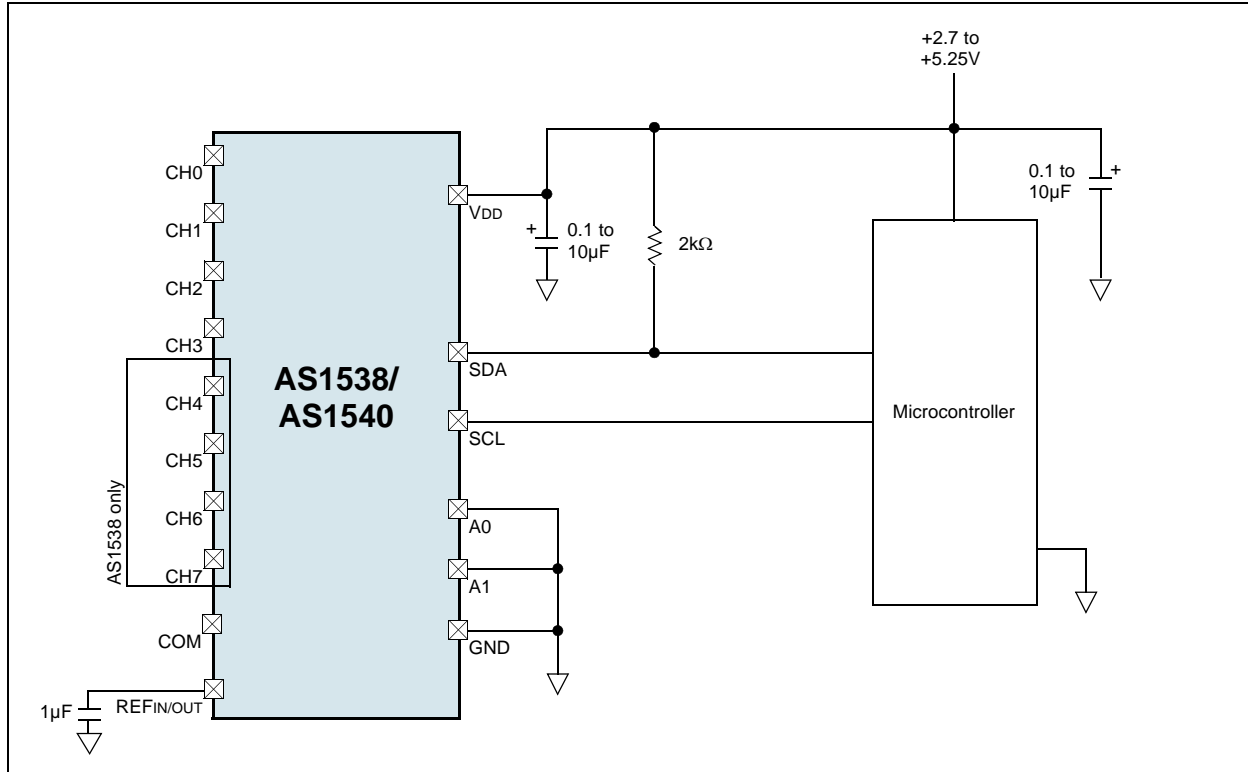 +2.7 to
+5.25V
CH0
CH1
CH2
CH3
CH4
CH5
CH6
CH7
AS1538 only
COM
REFIN/OUT
1µF
AS1538/
AS1540
VDD
SDA
SCL
A0
A1
GND
+
0.1 to
10µF
2kΩ
Microcontroller
0.1 to
10µF
+